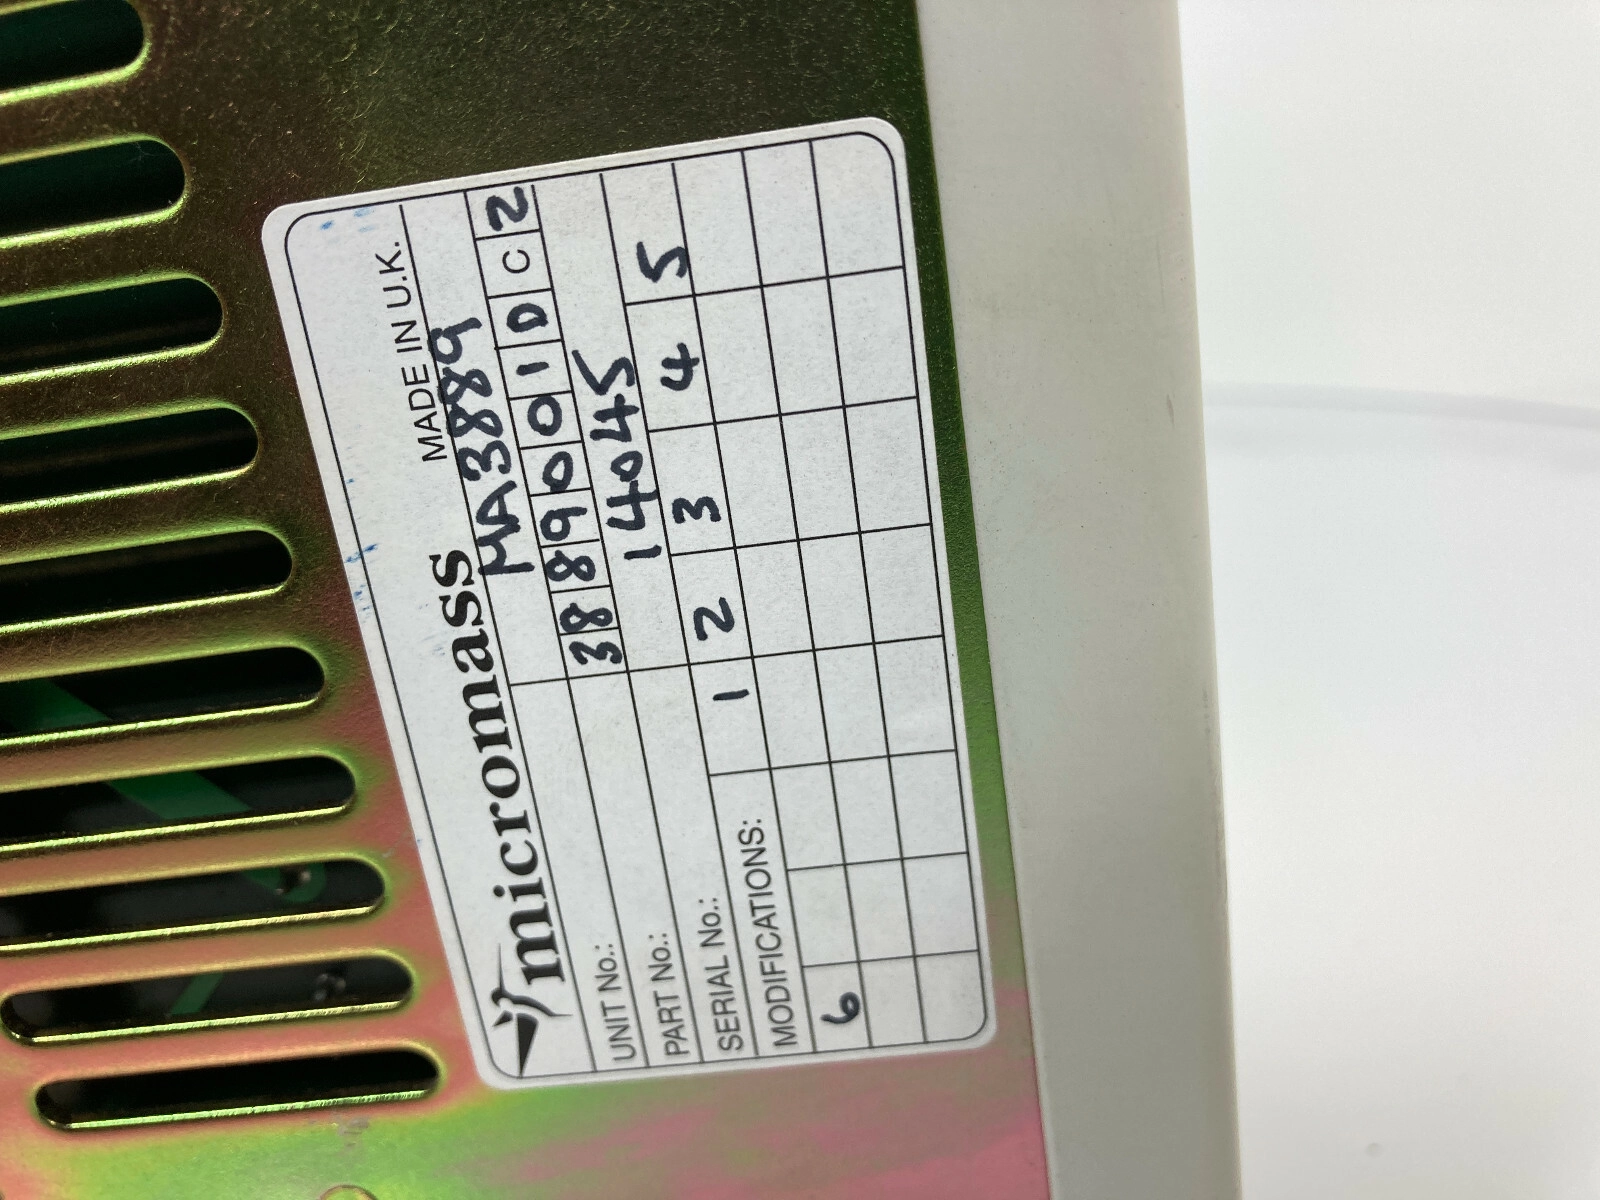 micromass MADE IN U.K.
UNIT No.: MA3889
PART No.: 3889001DC2
SERIAL No.: 14045
MODIFICATIONS: 1 2 3 4 5
6